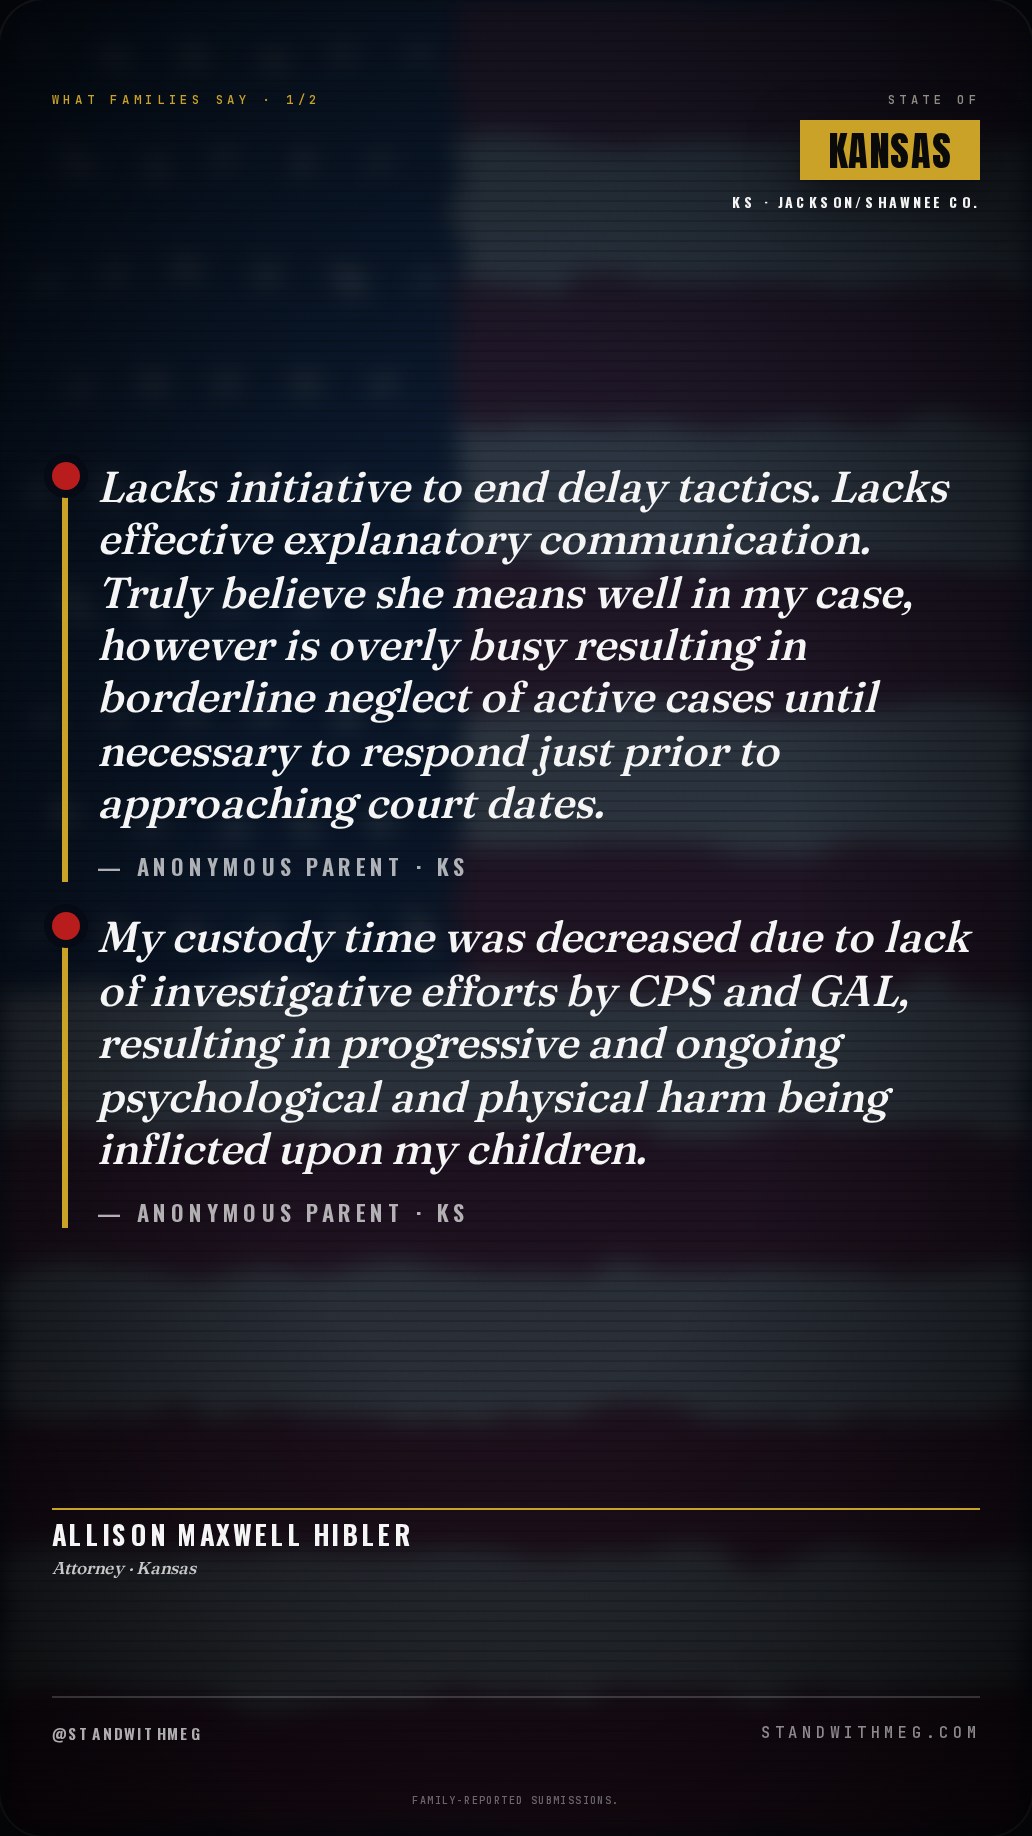 WHAT FAMILIES SAY · 1/2
STATE OF
KANSAS
KS · JACKSON/SHAWNEE CO.
Lacks initiative to end delay tactics. Lacks
effective explanatory communication.
Truly believe she means well in my case,
however is overly busy resulting in
borderline neglect of active cases until
necessary to respond just prior to
approaching court dates.
— ANONYMOUS PARENT · KS
My custody time was decreased due to lack
of investigative efforts by CPS and GAL,
resulting in progressive and ongoing
psychological and physical harm being
inflicted upon my children.
— ANONYMOUS PARENT · KS
ALLISON MAXWELL HIBLER
Attorney · Kansas
@STANDWITHMEG
STANDWITHMEG.COM
FAMILY-REPORTED SUBMISSIONS.